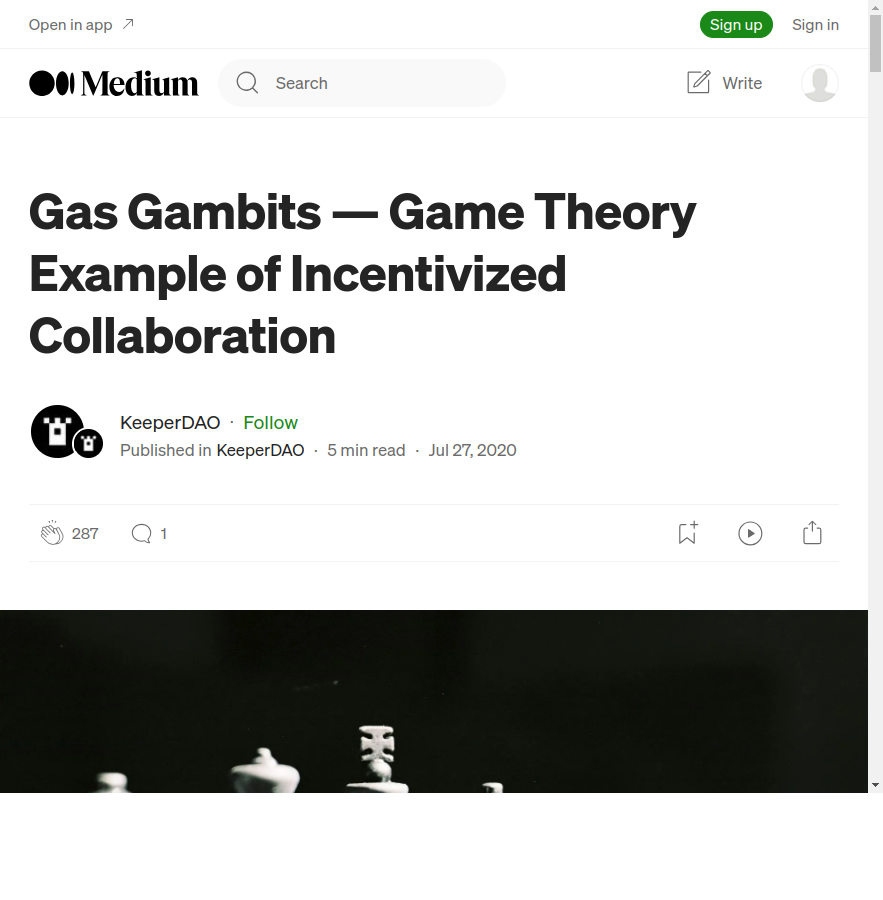 Open in app
Sign up
Sign in
Medium
Search
Write
Gas Gambits — Game Theory
Example of Incentivized
Collaboration
KeeperDAO · Follow
Published in KeeperDAO · 5 min read · Jul 27, 2020
287
1